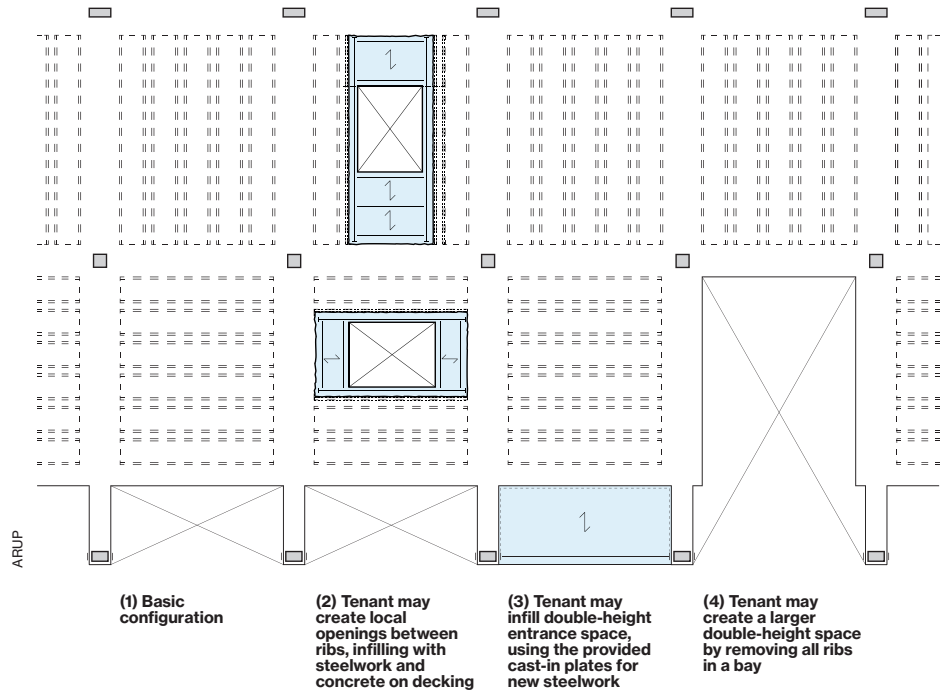 ARUP
(1) Basic
configuration
(2) Tenant may
create local
openings between
ribs, infilling with
steelwork and
concrete on decking
(3) Tenant may
infill double-height
entrance space,
using the provided
cast-in plates for
new steelwork
(4) Tenant may
create a larger
double-height space
by removing all ribs
in a bay